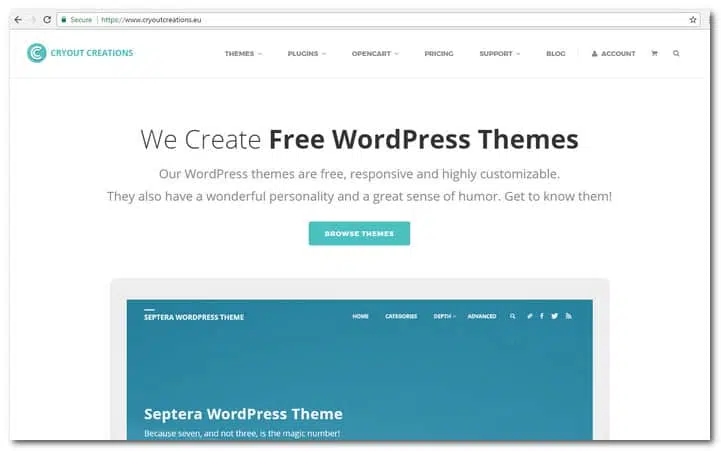 Secure https://www.cryoutcreations.eu
CRYOUT CREATIONS THEMES PLUGINS OPENCART PRICING SUPPORT BLOG ACCOUNT
We Create Free WordPress Themes
Our WordPress themes are free, responsive and highly customizable.
They also have a wonderful personality and a great sense of humor. Get to know them!
BROWSE THEMES
SEPTERA WORDPRESS THEME HOME CATEGORIES DEPTH ADVANCED
Septera WordPress Theme
Because seven, and not three, is the magic number!